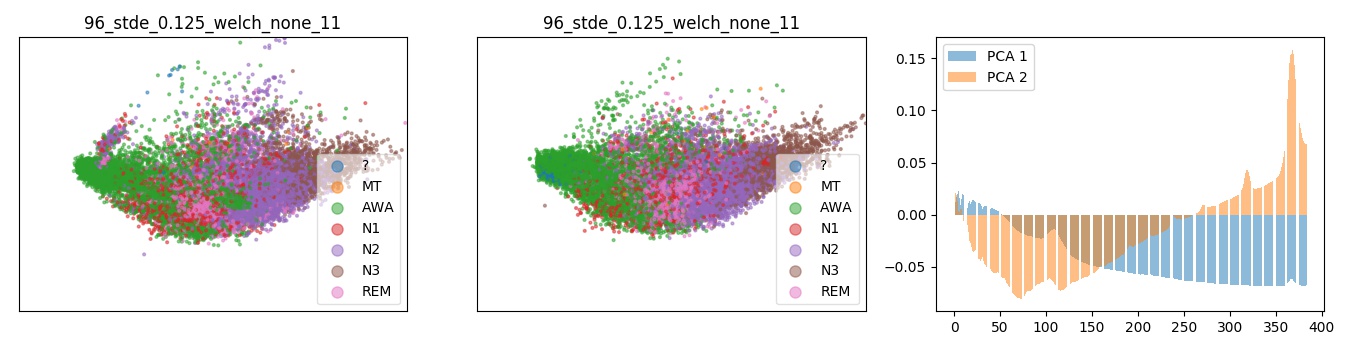 96_stde_0.125_welch_none_11
?
MT
AWA
N1
N2
N3
REM
96_stde_0.125_welch_none_11
?
MT
AWA
N1
N2
N3
REM
PCA 1
PCA 2
0.15
0.10
0.05
0.00
−0.05
0 50 100 150 200 250 300 350 400